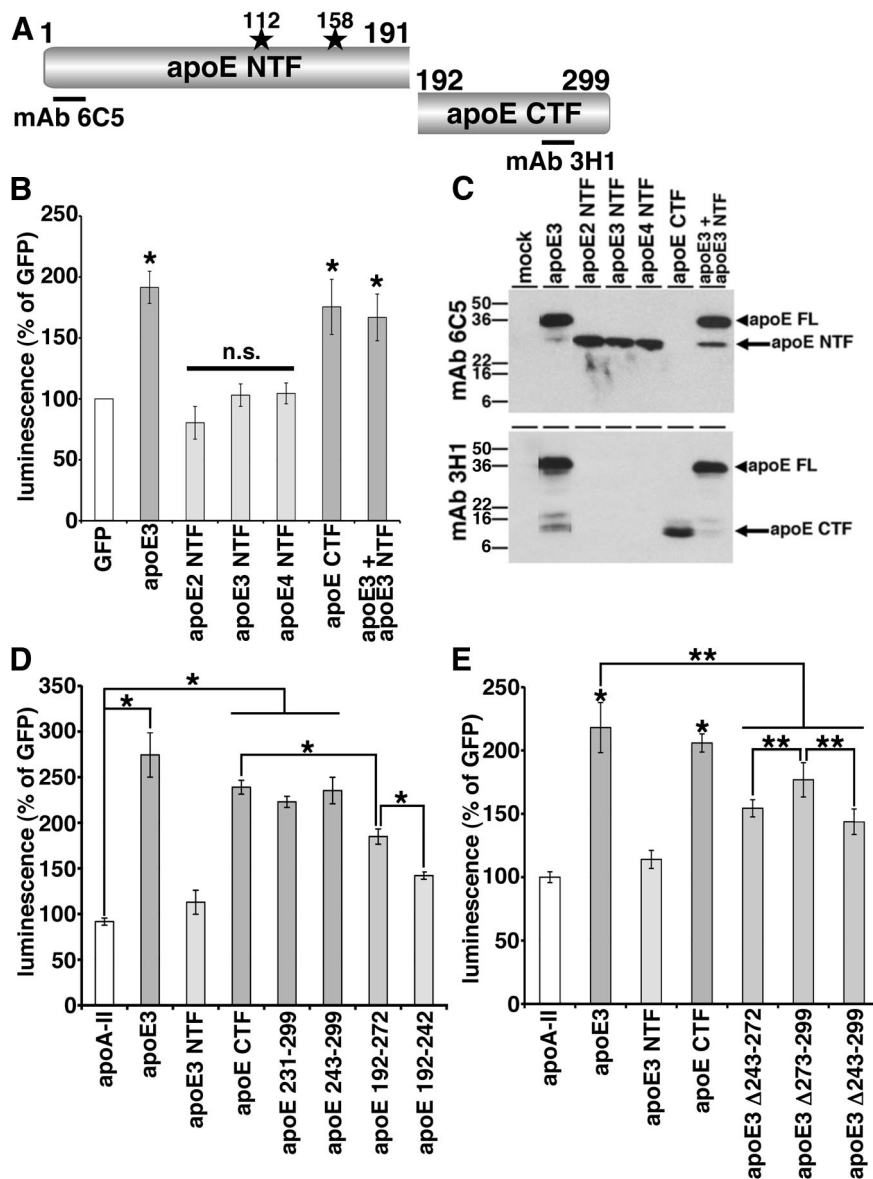 A
1
112
158
191
apoE NTF
192
299
apoE CTF
mAb 6C5
mAb 3H1
B
luminescence (% of GFP)
250
200
150
100
50
0
*
n.s.
*
*
GFP
apoE3
apoE2 NTF
apoE3 NTF
apoE4 NTF
apoE CTF
apoE3 +
apoE3 NTF
C
mock
apoE3
apoE2 NTF
apoE3 NTF
apoE4 NTF
apoE CTF
apoE3 +
apoE3 NTF
mAb 6C5
50
36
22
16
6
apoE FL
apoE NTF
mAb 3H1
50
36
22
16
6
apoE FL
apoE CTF
D
luminescence (% of GFP)
350
300
250
200
150
100
50
0
*
*
*
*
apoA-II
apoE3
apoE3 NTF
apoE CTF
apoE 231-299
apoE 243-299
apoE 192-272
apoE 192-242
E
luminescence (% of GFP)
250
200
150
100
50
0
**
*
*
**
**
apoA-II
apoE3
apoE3 NTF
apoE CTF
apoE3 Δ243-272
apoE3 Δ273-299
apoE3 Δ243-299